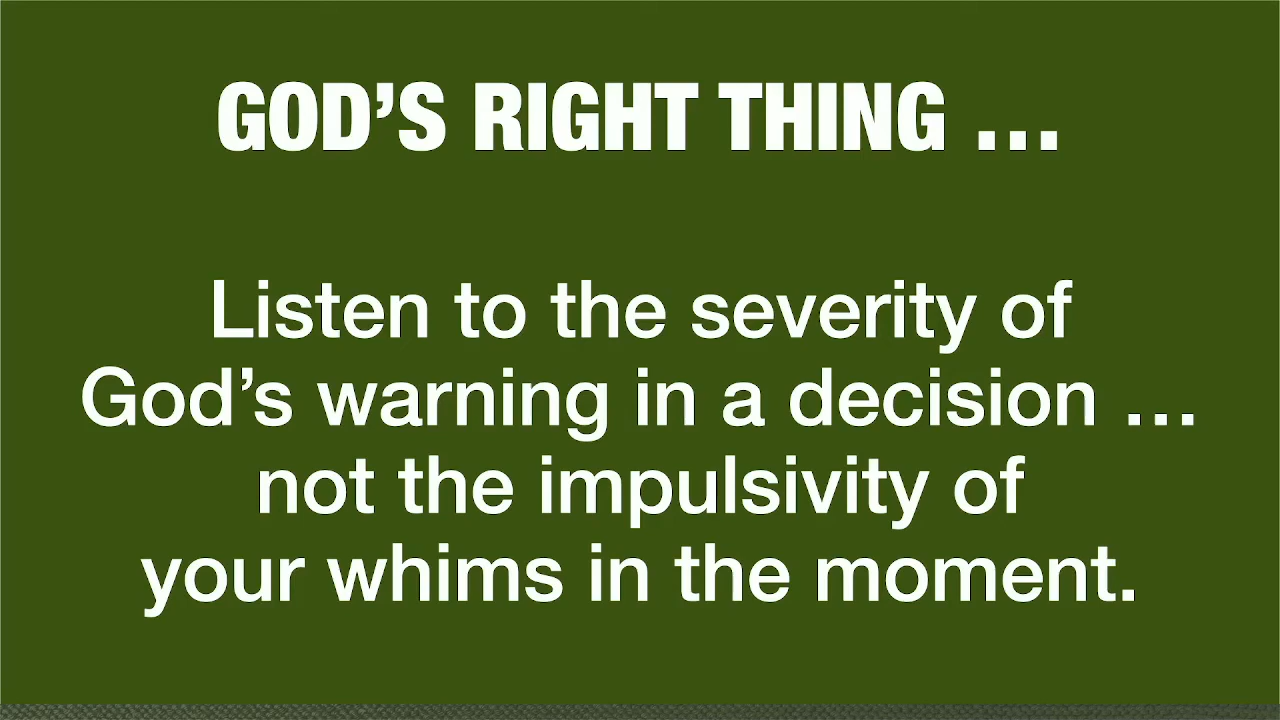 GOD’S RIGHT THING …
Listen to the severity of
God’s warning in a decision …
not the impulsivity of
your whims in the moment.